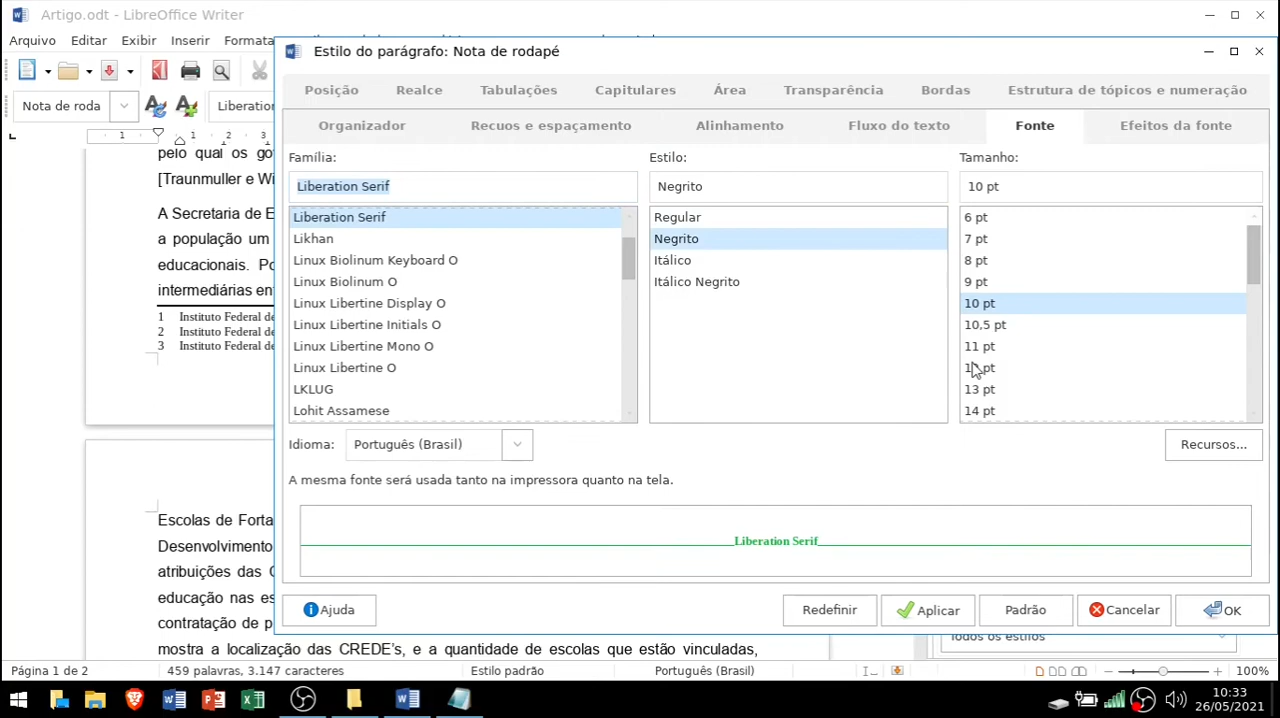 Artigo.odt - LibreOffice Writer
Arquivo Editar Exibir Inserir Formata
Estilo do parágrafo: Nota de rodapé
Posição Realce Tabulações Capitulares Área Transparência Bordas Estrutura de tópicos e numeração
Nota de roda Liberation
Organizador Recuos e espaçamento Alinhamento Fluxo do texto Fonte Efeitos da fonte
1 1 2 3
pelo qual os gov
[Traunmuller e Wi
A Secretaria de E
a população um
educacionais. Po
intermediárias en
1 Instituto Federal de
2 Instituto Federal de
3 Instituto Federal de
Família: Estilo: Tamanho:
Liberation Serif Negrito 10 pt
Liberation Serif Regular 6 pt
Likhan Negrito 7 pt
Linux Biolinum Keyboard O Itálico 8 pt
Linux Biolinum O Itálico Negrito 9 pt
Linux Libertine Display O 10 pt
Linux Libertine Initials O 10,5 pt
Linux Libertine Mono O 11 pt
Linux Libertine O pt
LKLUG 13 pt
Lohit Assamese 14 pt
Idioma: Português (Brasil) Recursos...
A mesma fonte será usada tanto na impressora quanto na tela.
Liberation Serif
Ajuda Redefinir Aplicar Padrão Cancelar OK
Escolas de Forta
Desenvolvimento
atribuições das C
educação nas es
contratação de p
mostra a localização das CREDE's, e a quantidade de escolas que estão vinculadas,
Todos os estilos
Página 1 de 2 459 palavras, 3.147 caracteres Estilo padrão Português (Brasil) 100%
10:33
26/05/2021